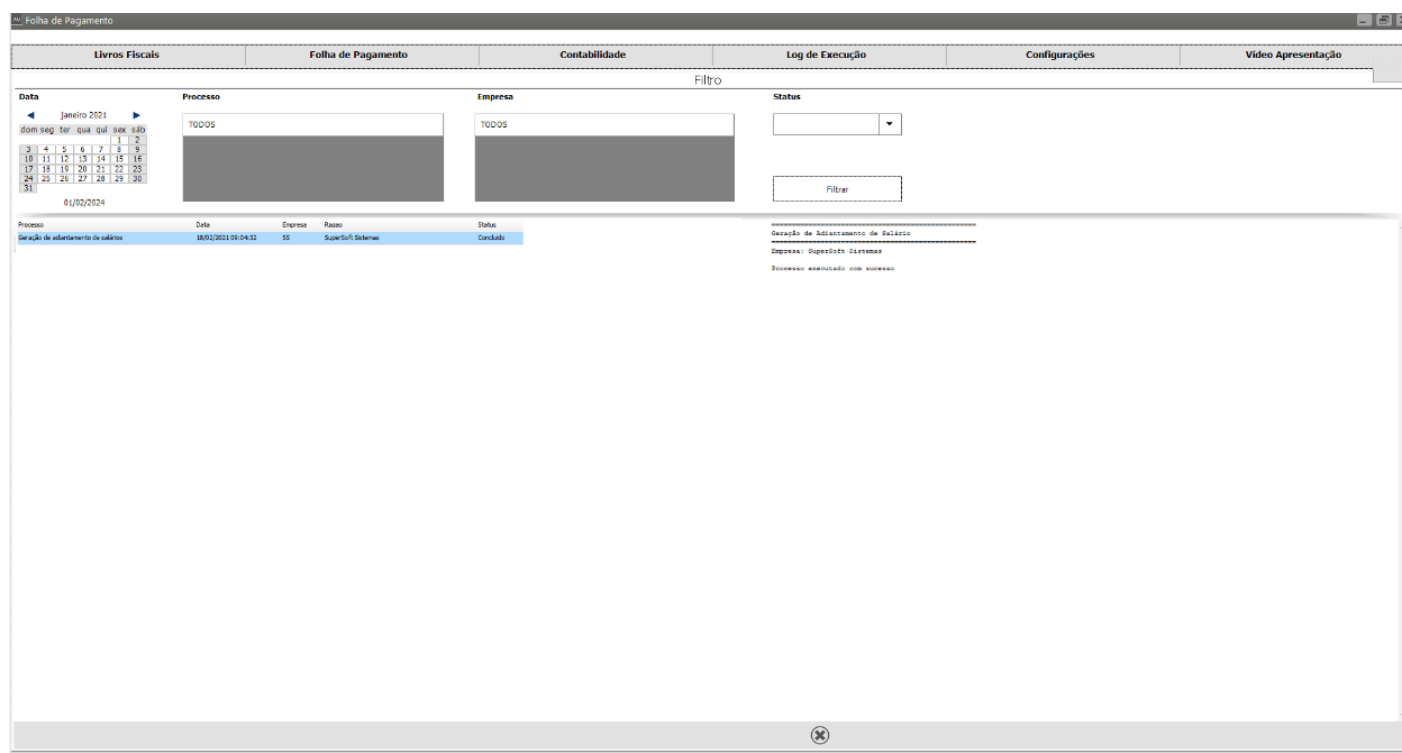 Folha de Pagamento
Livros Fiscais Folha de Pagamento Contabilidade Log de Execução Configurações Vídeo Apresentação
Filtro
Data Processo Empresa Status
janeiro 2021
TODOS TODOS
dom seg ter qua qui sex sáb
1 2
3 4 5 6 7 8 9
10 11 12 13 14 15 16
17 18 19 20 21 22 23
24 25 26 27 28 29 30
31
Filtrar
01/02/2024
Processo Data Empresa Razao Status
Geração de adiantamento de salários 18/02/2021 09:04:32 SS SuperSoft Sistemas Concluido
==================================================
Geração de Adiantamento de Salário
==================================================
Empresa: SuperSoft Sistemas
Processo executado com sucesso